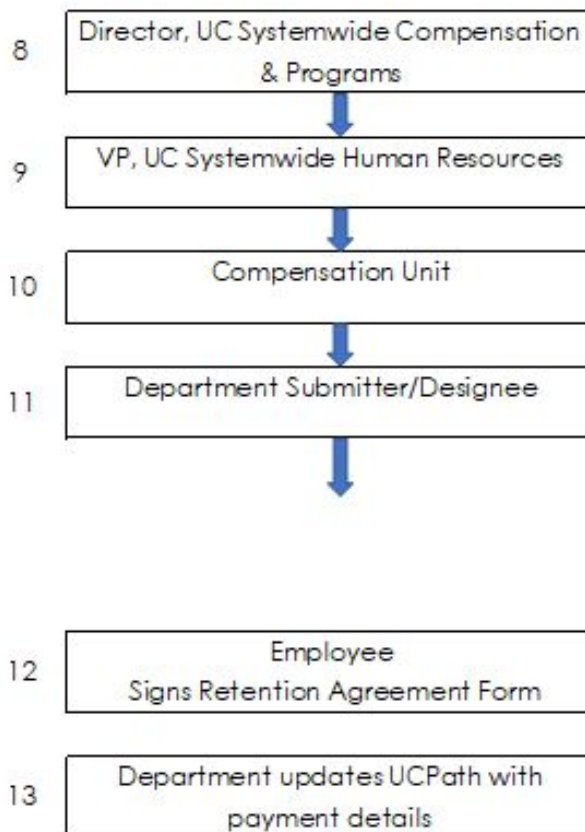 8
Director, UC Systemwide Compensation
& Programs
9
VP, UC Systemwide Human Resources
10
Compensation Unit
11
Department Submitter/Designee
12
Employee
Signs Retention Agreement Form
13
Department updates UCPath with
payment details